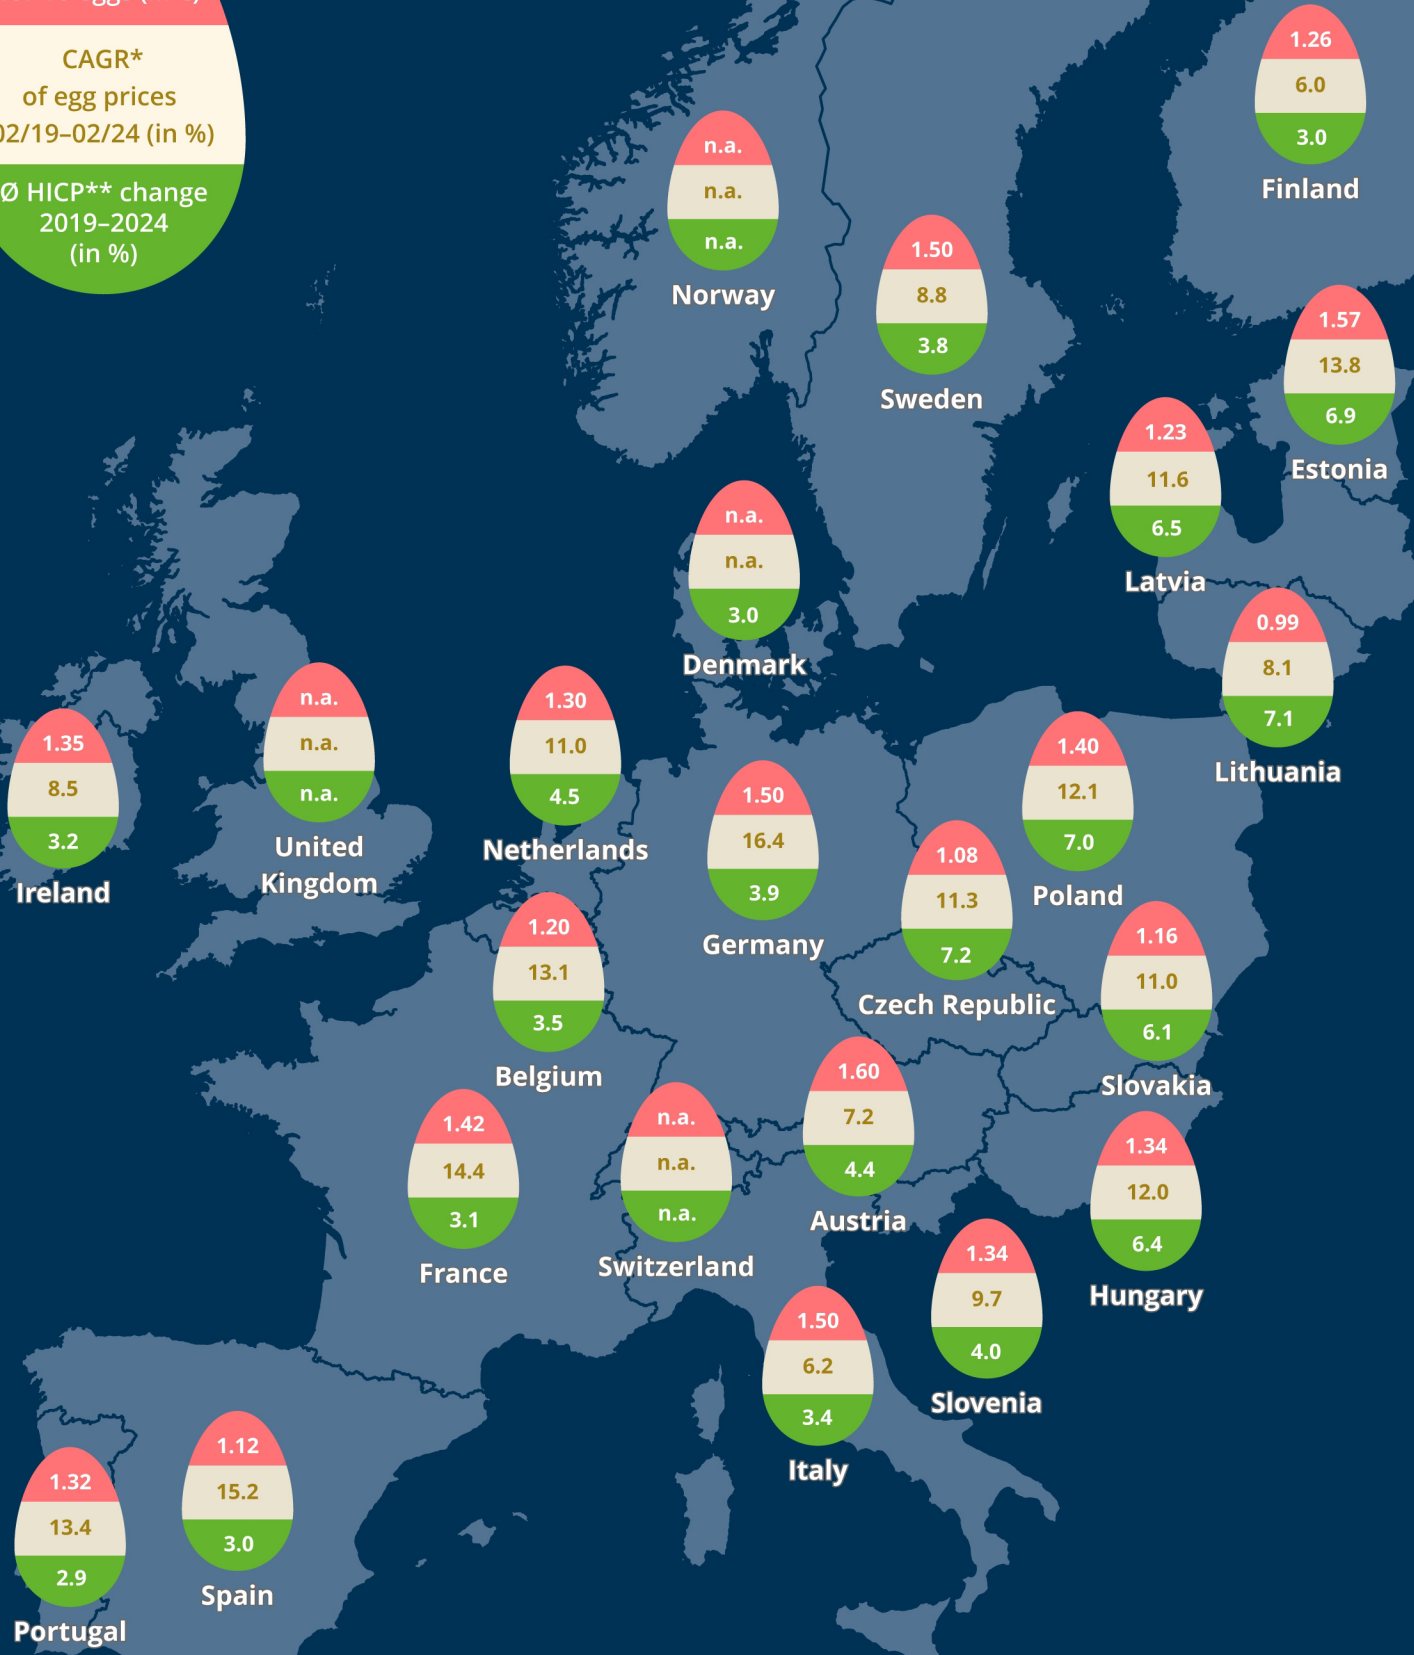 eggs
CAGR*
of egg prices
02/19–02/24 (in %)
Ø HICP** change
2019–2024
(in %)
1.26
6.0
3.0
Finland
n.a.
n.a.
n.a.
Norway
1.50
8.8
3.8
Sweden
1.57
13.8
6.9
Estonia
1.23
11.6
6.5
Latvia
n.a.
n.a.
3.0
Denmark
0.99
8.1
7.1
Lithuania
1.35
8.5
3.2
Ireland
n.a.
n.a.
n.a.
United
Kingdom
1.30
11.0
4.5
Netherlands
1.50
16.4
3.9
Germany
1.40
12.1
7.0
Poland
1.08
11.3
7.2
Czech Republic
1.20
13.1
3.5
Belgium
1.16
11.0
6.1
Slovakia
1.42
14.4
3.1
France
n.a.
n.a.
n.a.
Switzerland
1.60
7.2
4.4
Austria
1.34
12.0
6.4
Hungary
1.34
9.7
4.0
Slovenia
1.50
6.2
3.4
Italy
1.32
13.4
2.9
Portugal
1.12
15.2
3.0
Spain